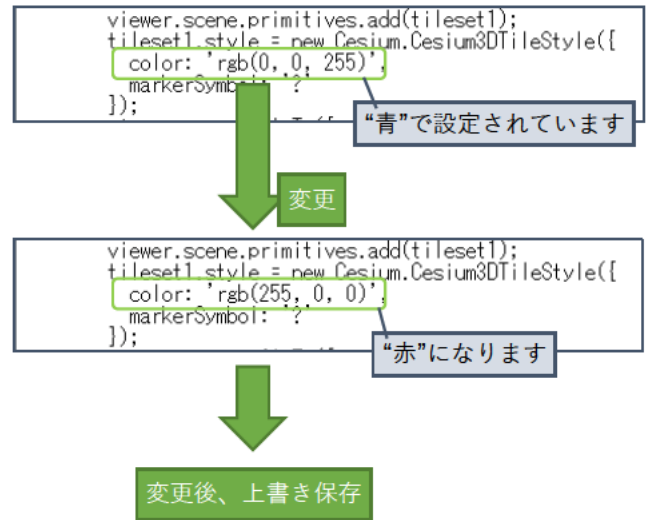 viewer.scene.primitives.add(tileset1);
tileset1.style = new Cesium.Cesium3DTileStyle({
color: 'rgb(0, 0, 255)',
markerSymbol: '?'
});
“青”で設定されています
変更
viewer.scene.primitives.add(tileset1);
tileset1.style = new Cesium.Cesium3DTileStyle({
color: 'rgb(255, 0, 0)',
markerSymbol: '?'
});
“赤”になります
変更後、上書き保存